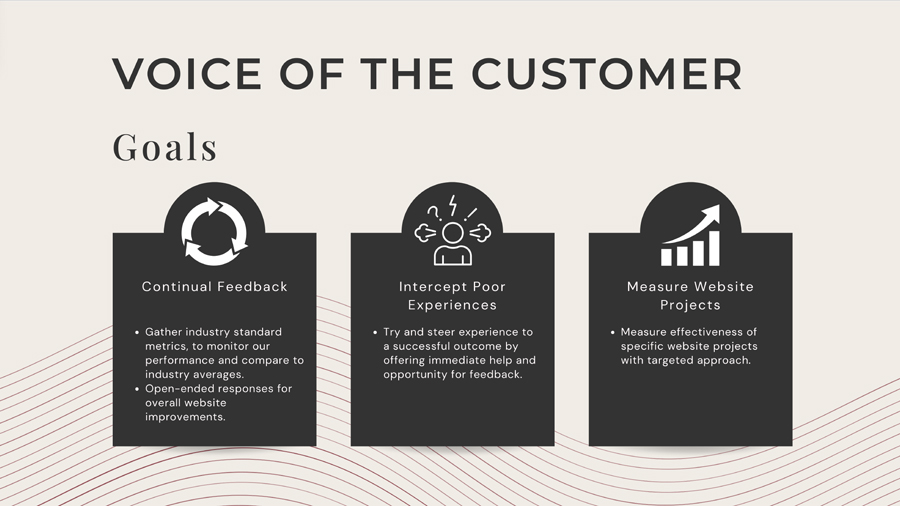 VOICE OF THE CUSTOMER
Goals
Continual Feedback
• Gather industry standard
metrics, to monitor our
performance and compare to
industry averages.
• Open-ended responses for
overall website
improvements.
Intercept Poor
Experiences
• Try and steer experience to
a successful outcome by
offering immediate help and
opportunity for feedback.
Measure Website
Projects
• Measure effectiveness of
specific website projects
with targeted approach.